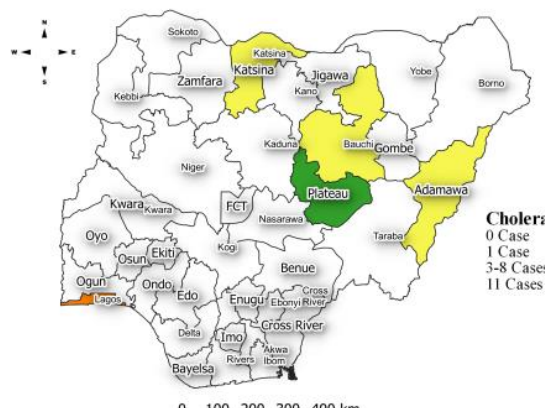 N
W E
S
Sokoto
Katsina
Katsina
Zamfara
Jigawa
Kano
Yobe
Borno
Kebbi
Kaduna
Bauchi
Gombe
Niger
Plateau
Adamawa
Kwara
Kwara
FCT
Nasarawa
Taraba
Oyo
Kogi
Osun
Ekiti
Benue
Ogun
Lagos
Ondo
Edo
Enugu
Ebonyi
Cross
River
Delta
Imo
Cross River
Bayelsa
Rivers
Akwa
Ibom
Cholera
0 Case
1 Case
3-8 Cases
11 Cases
0 100 200 300 400 km